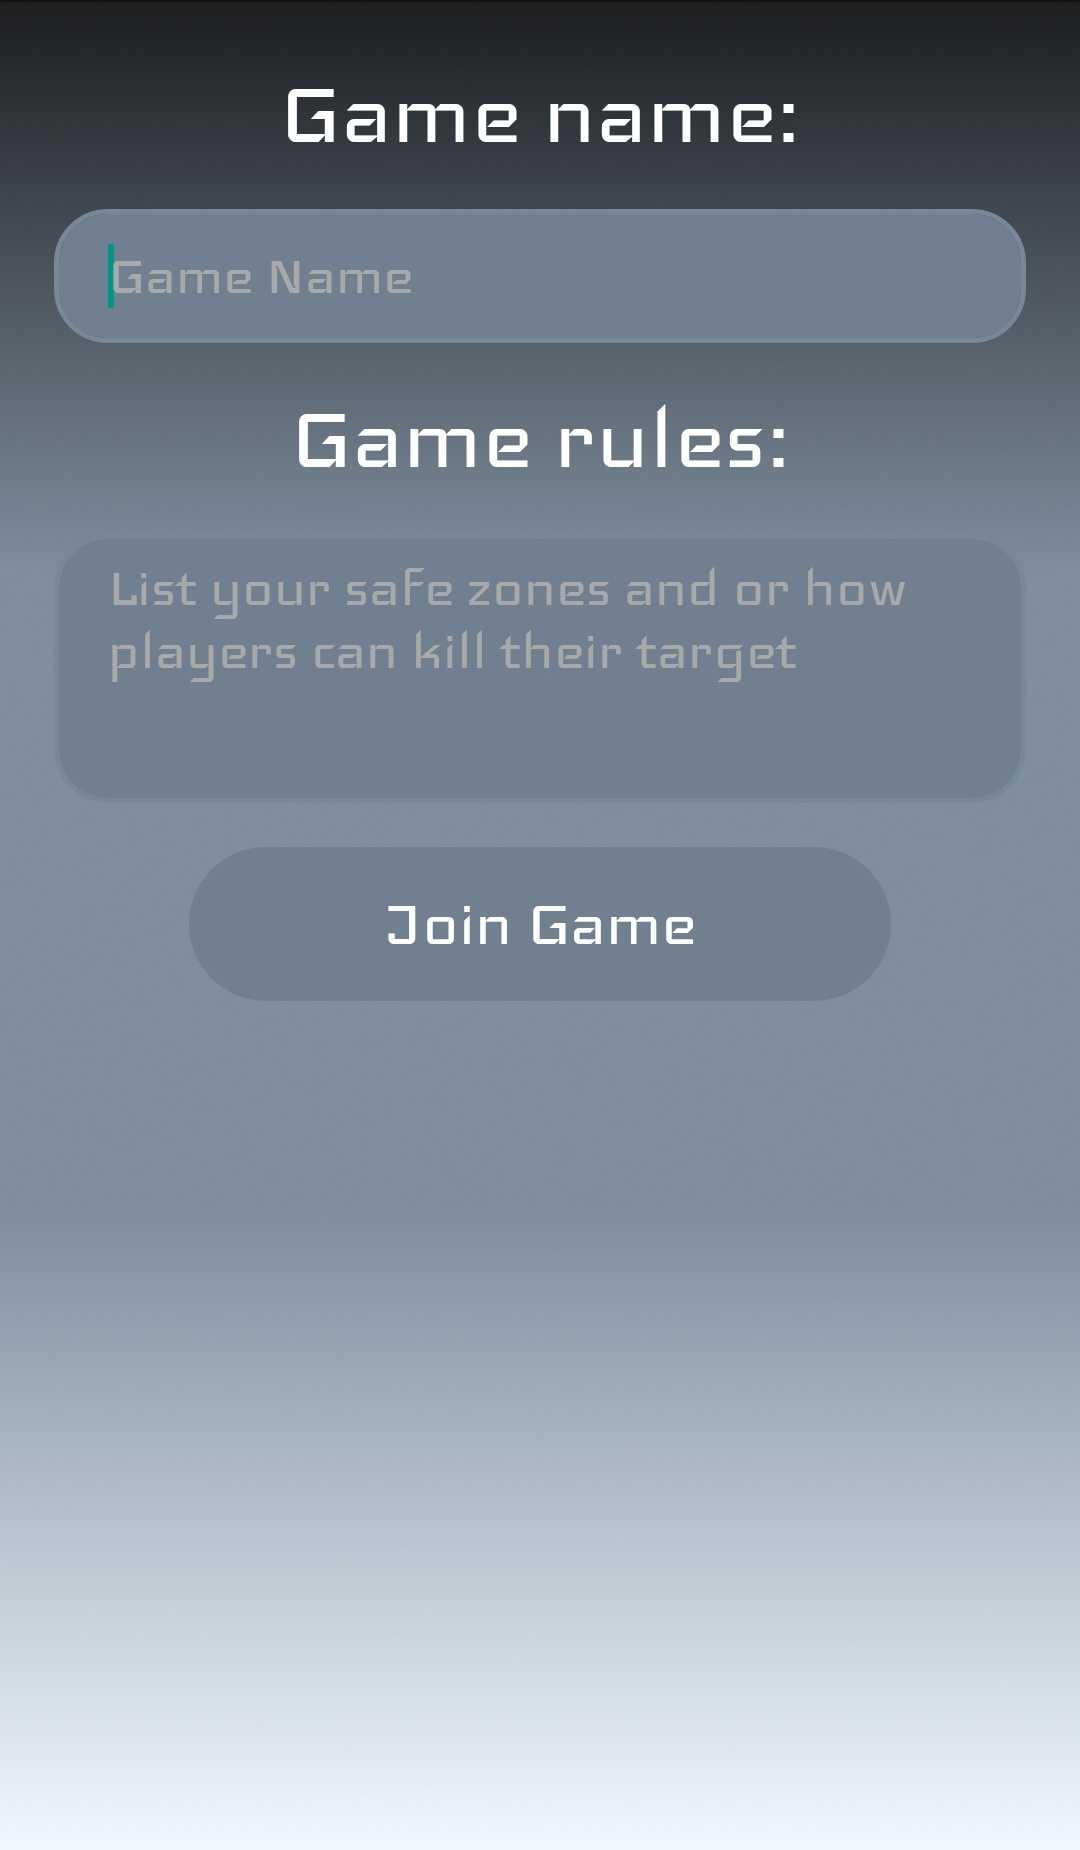 Game name:
Game Name
Game rules:
List your safe zones and or how
players can kill their target
Join Game